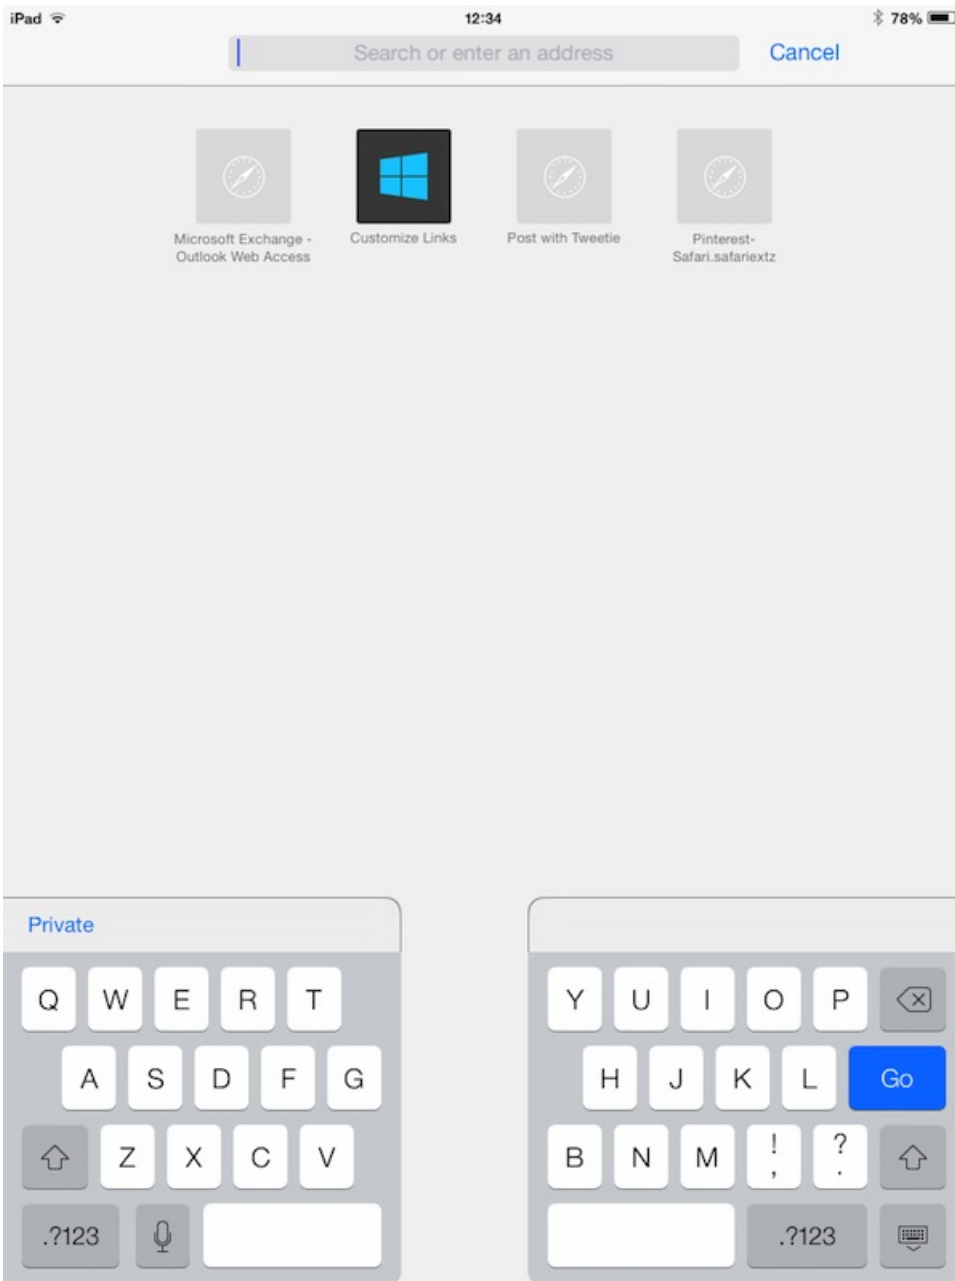 iPad 12:34 78%
Search or enter an address Cancel
Microsoft Exchange -
Outlook Web Access
Customize Links
Post with Tweetie
Pinterest-
Safari.safariextz
Private
Q W E R T Y U I O P
A S D F G H J K L Go
Z X C V B N M ! , ? .
.?123 .?123